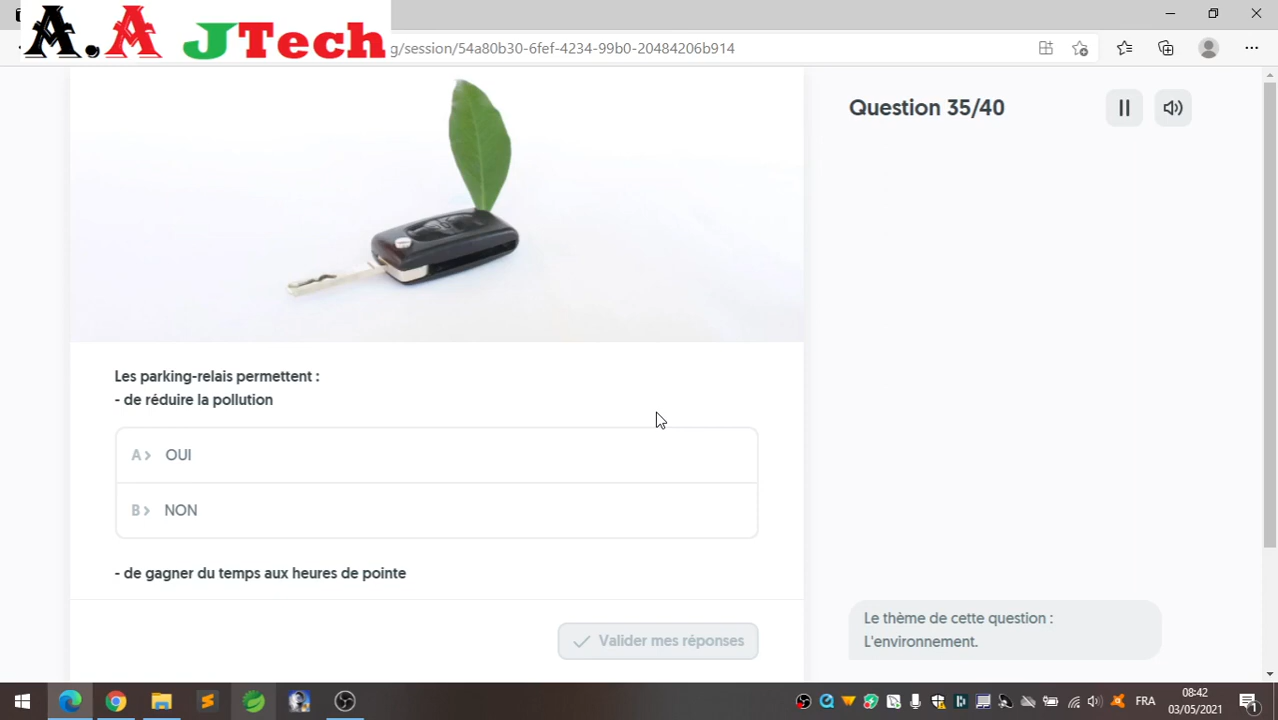 A.A JTech
g/session/54a80b30-6fef-4234-99b0-20484206b914
Question 35/40
Les parking-relais permettent :
- de réduire la pollution
A OUI
B NON
- de gagner du temps aux heures de pointe
Valider mes réponses
Le thème de cette question :
L'environnement.
FRA
08:42
03/05/2021
1